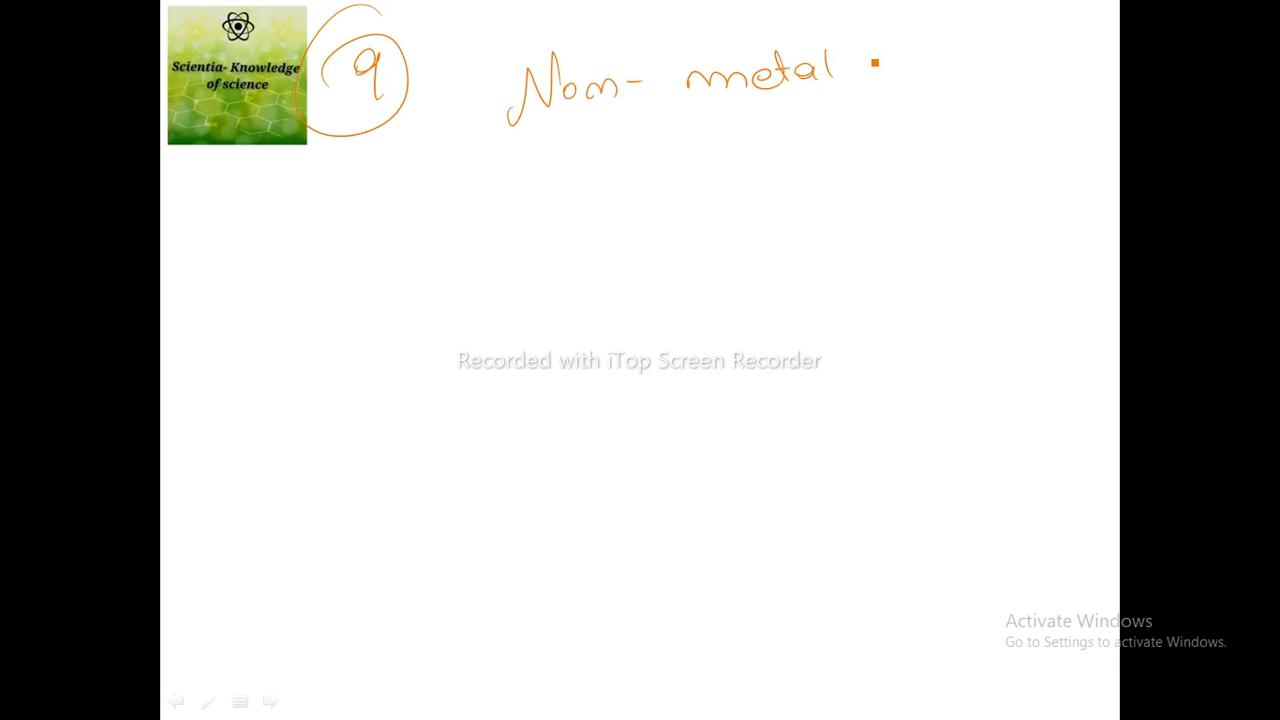 Scientia- Knowledge
of science
9
Non- metal
Recorded with iTop Screen Recorder
Activate Windows
Go to Settings to activate Windows.